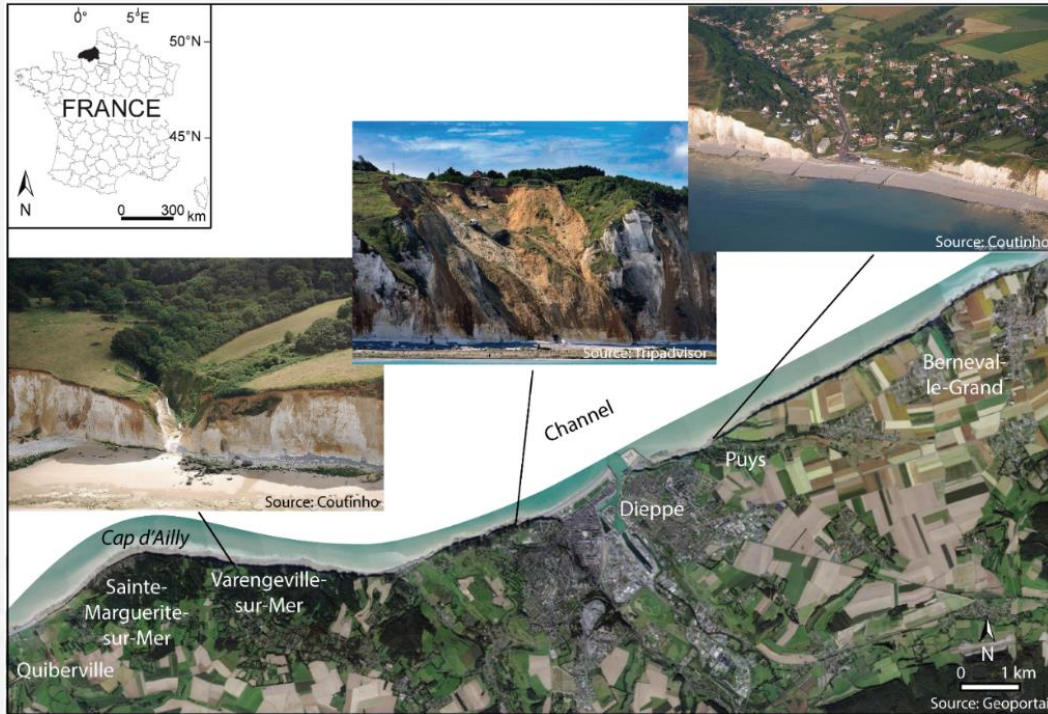 0° 5°E
50°N
FRANCE
45°N
N
0 300
km
Source: Coutinho
Source: Tripadvisor
Source: Coutinho
Channel
Berneval-
le-Grand
Puys
Dieppe
Cap d'Ailly
Sainte-
Marguerite-
sur-Mer
Varengeville-
sur-Mer
Quiberville
N
0 1 km
Source: Geoportail